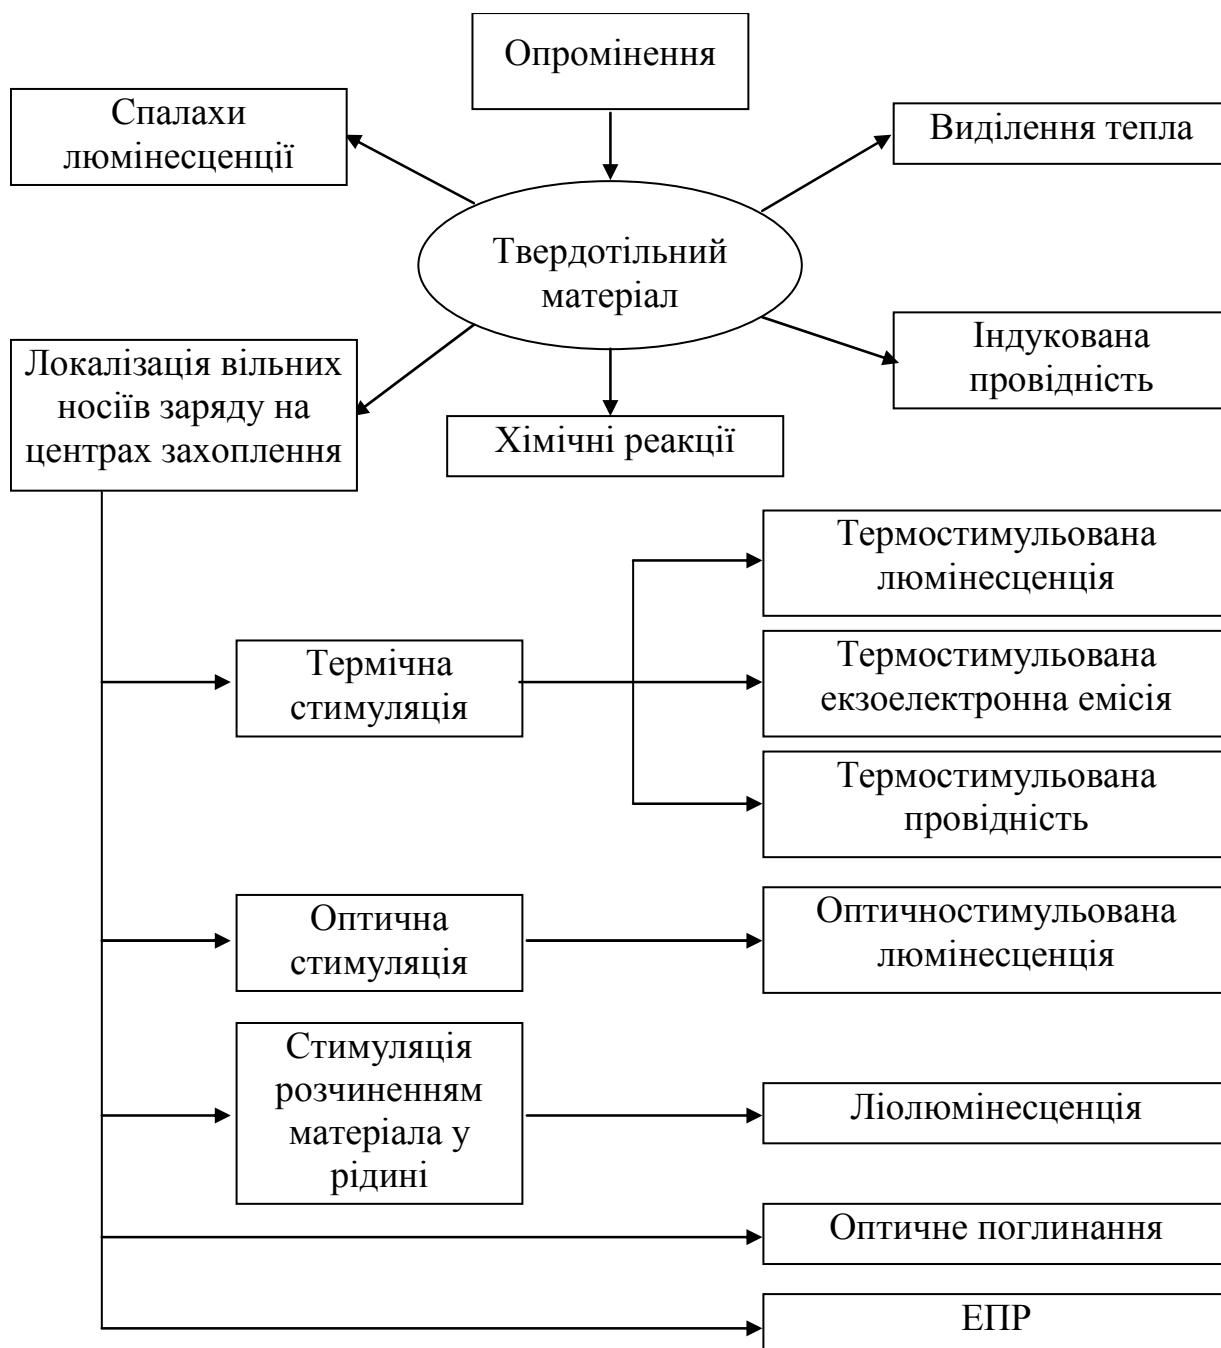 Опромінення
Спалахи
люмінесценції
Виділення тепла
Твердотільний
матеріал
Локалізація вільних
носіїв заряду на
центрах захоплення
Індукована
провідність
Хімічні реакції
Термостимульована
люмінесценція
Термічна
стимуляція
Термостимульована
екзоелектронна емісія
Термостимульована
провідність
Оптична
стимуляція
Оптичностимульована
люмінесценція
Стимуляція
розчиненням
матеріала у
рідині
Ліолюмінесценція
Оптичне поглинання
ЕПР